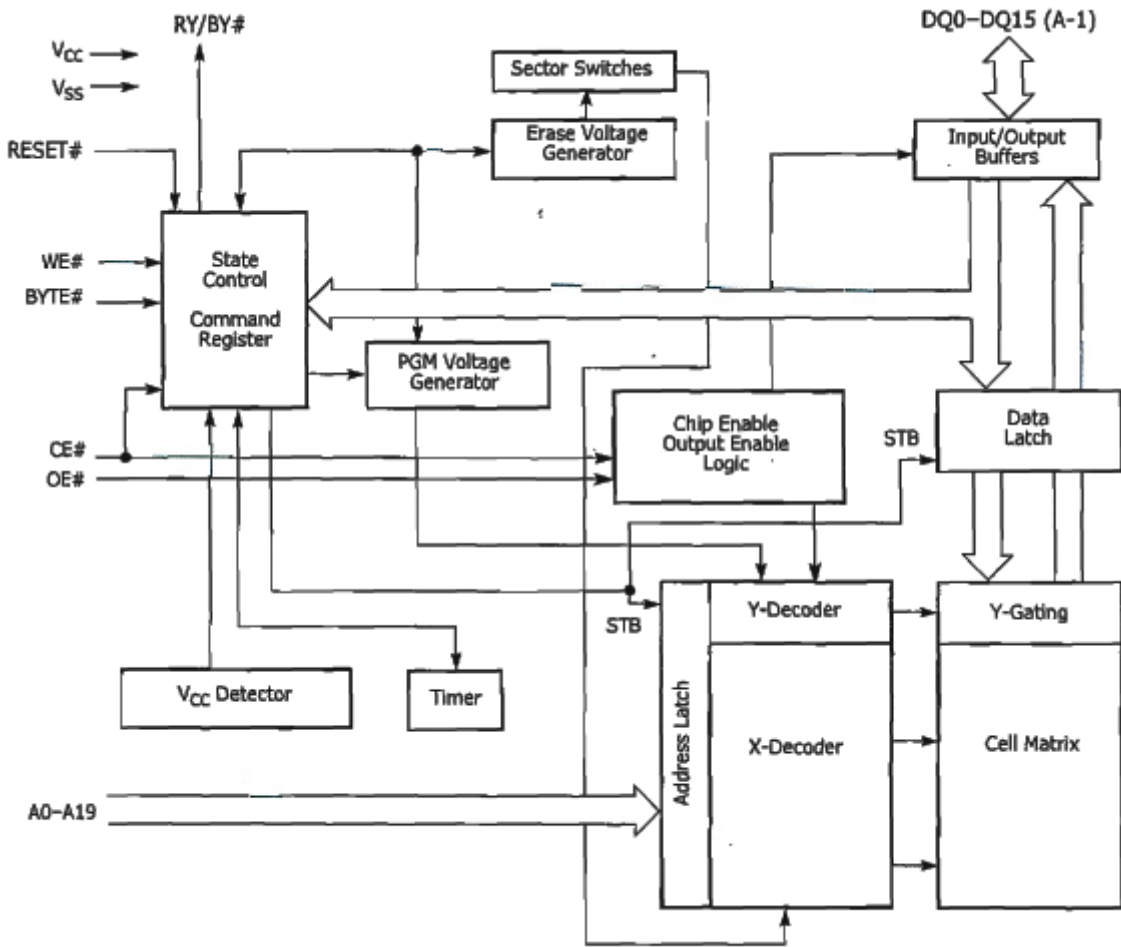 RY/BY#
DQ0–DQ15 (A-1)
VCC
VSS
Sector Switches
RESET#
Erase Voltage
Generator
Input/Output
Buffers
WE#
BYTE#
State
Control
Command
Register
PGM Voltage
Generator
CE#
OE#
Chip Enable
Output Enable
Logic
STB
Data
Latch
STB
Y-Decoder
Y-Gating
VCC Detector
Timer
Address Latch
X-Decoder
Cell Matrix
A0–A19